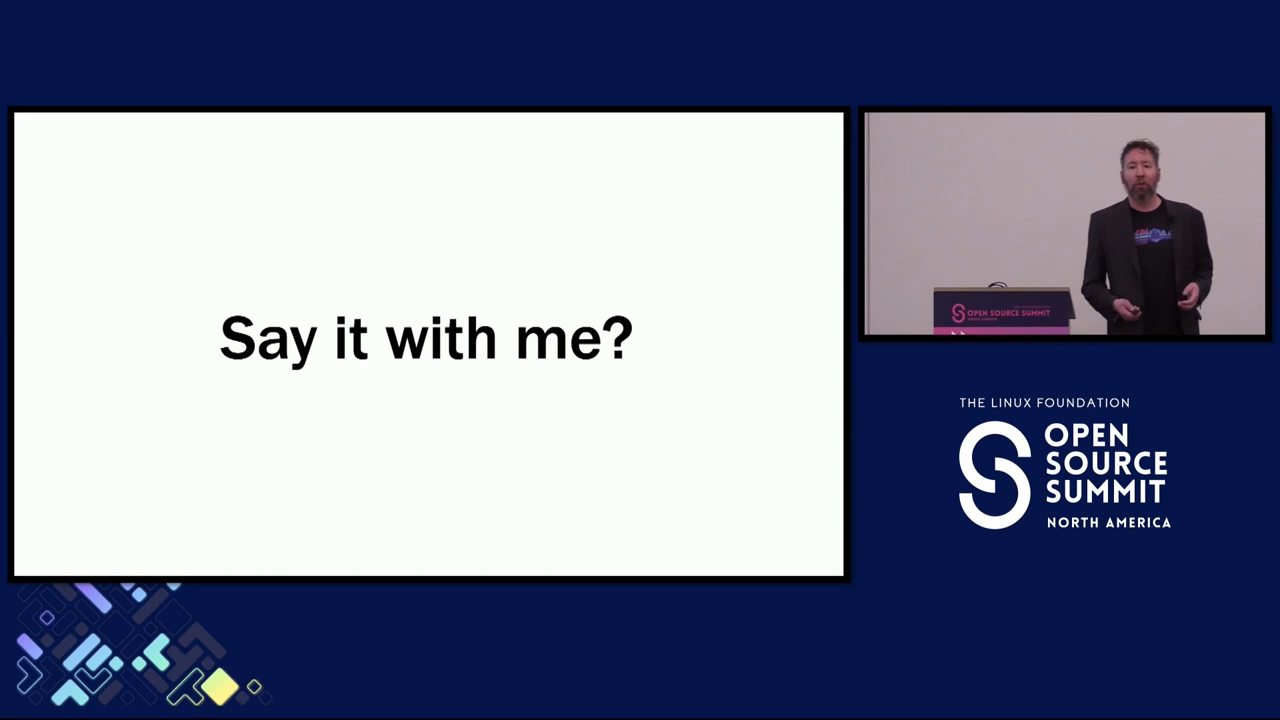 Say it with me?
OPEN SOURCE SUMMIT
THE LINUX FOUNDATION
OPEN
SOURCE
SUMMIT
NORTH AMERICA